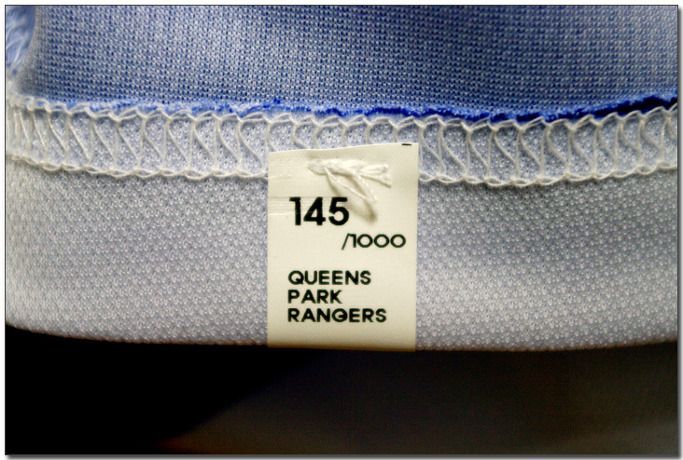 145
/1000
QUEENS
PARK
RANGERS